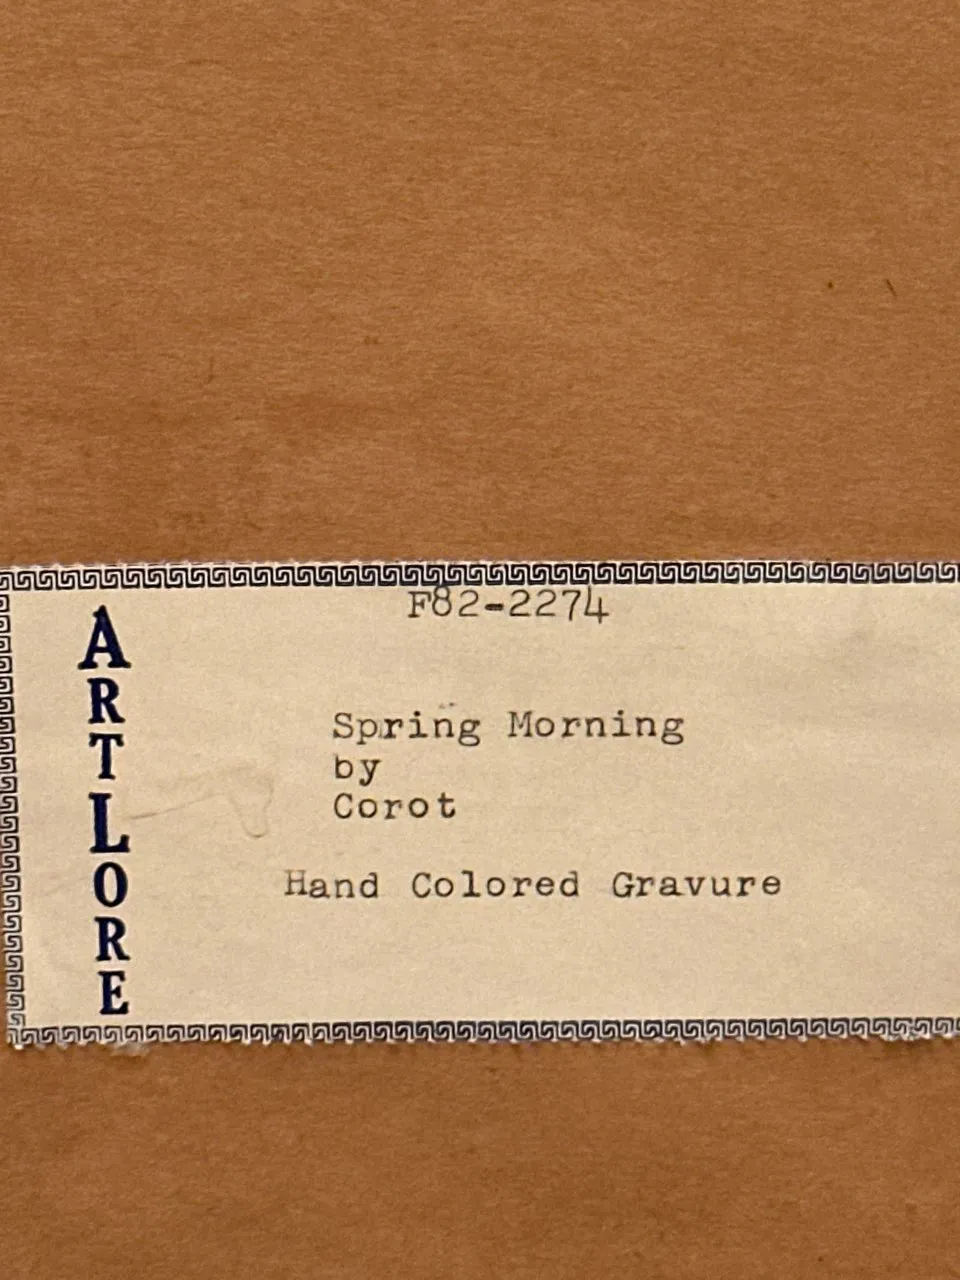 ARTLORE
F82-2274
Spring Morning
by
Corot
Hand Colored Gravure